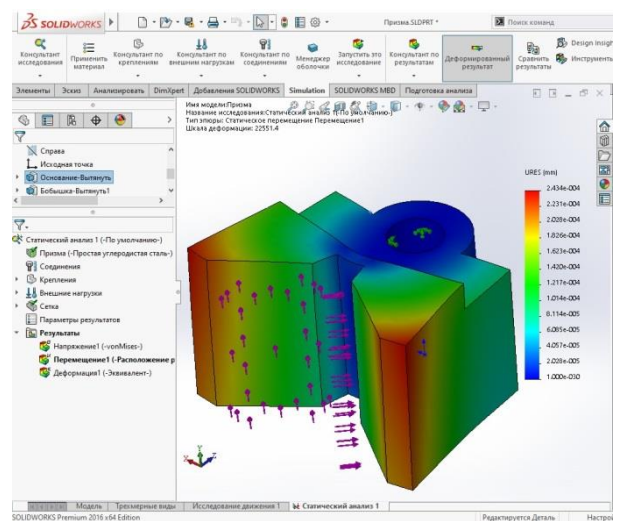 SOLIDWORKS
Призма.SLDPRT *
Поиск команд
Консультант исследования
Применить материал
Консультант по креплениям
Консультант по внешним нагрузкам
Консультант по соединениям
Менеджер оболочки
Запустить это исследование
Консультант по результатам
Деформированный результат
Сравнить результаты
Design Insigh
Инструменты
Элементы Эскиз Анализировать DimXpert Добавления SOLIDWORKS Simulation SOLIDWORKS MBD Подготовка анализа
Имя модели:Призма
Название исследования:Статический анализ 1(-По умолчанию-)
Тип эпюры: Статическое перемещение Перемещение1
Шкала деформации: 22551.4
Справа
Исходная точка
Основание-Вытянуть
Бобышка-Вытянуть1
Статический анализ 1 (-По умолчанию-)
Призма (-Простая углеродистая сталь-)
Соединения
Крепления
Внешние нагрузки
Сетка
Параметры результатов
Результаты
Напряжение1 (-vonMises-)
Перемещение1 (-Расположение р
Деформация1 (-Эквивалент-)
URES (mm)
2.434e-004
2.231e-004
2.028e-004
1.826e-004
1.623e-004
1.420e-004
1.217e-004
1.014e-004
8.114e-005
6.085e-005
4.057e-005
2.028e-005
1.000e-030
Модель Трехмерные виды Исследование движения 1 Статический анализ 1
SOLIDWORKS Premium 2016 x64 Edition
Редактируется Деталь
Настро